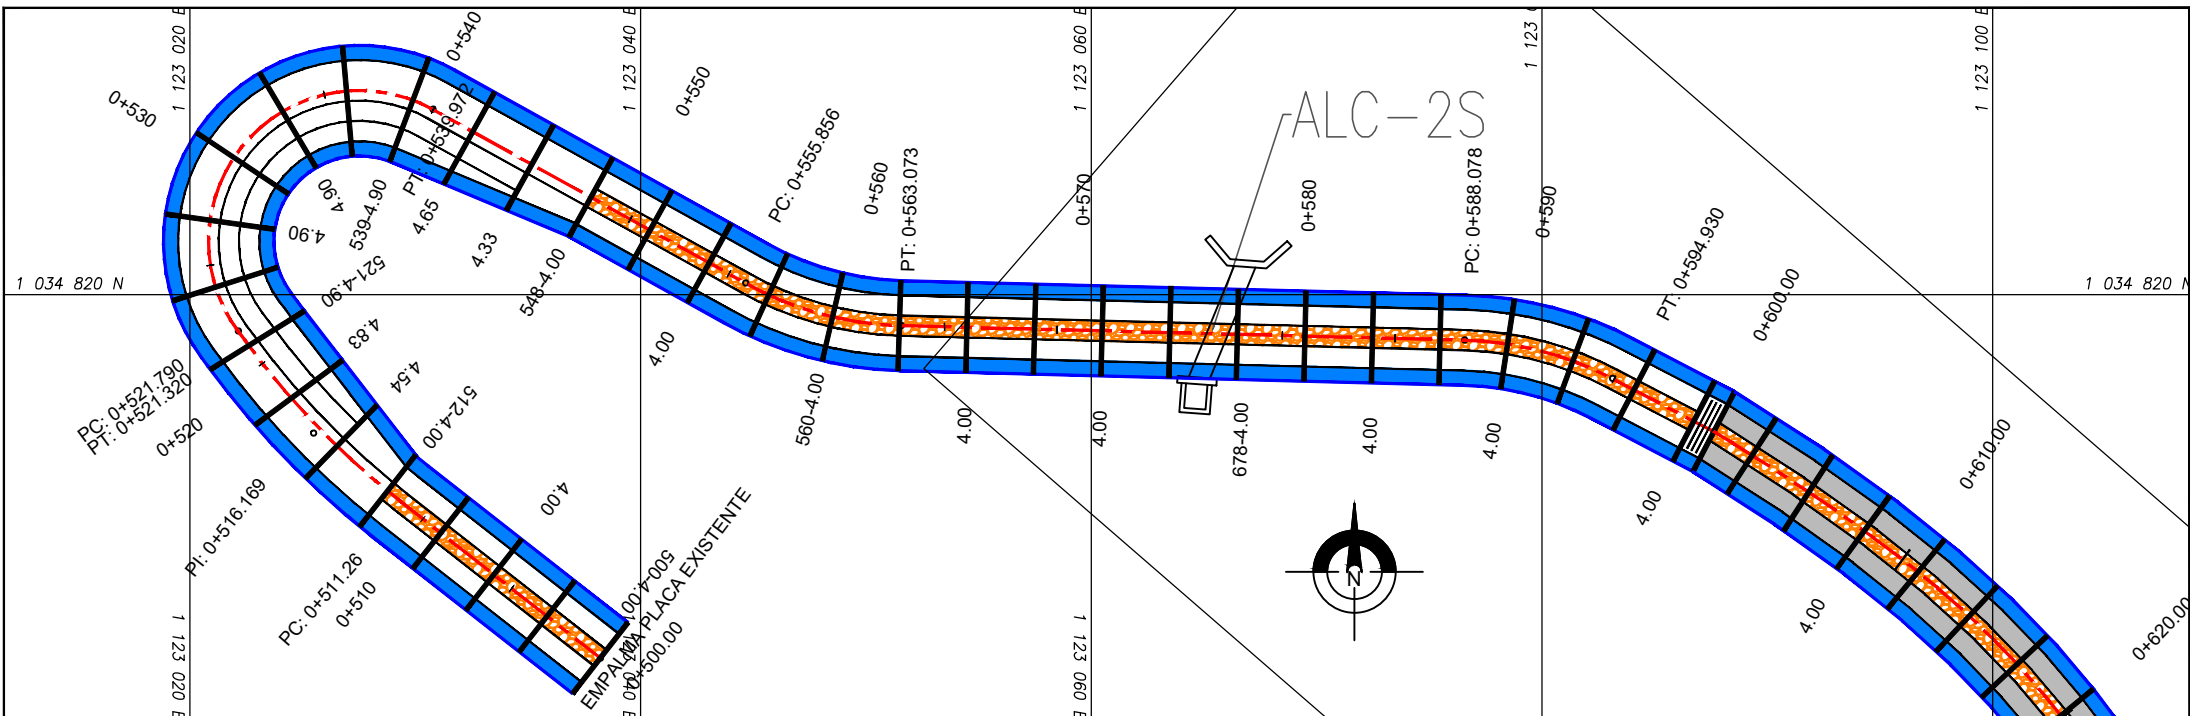 1 123 020 E
1 123 040 E
1 123 060 E
1 123 0
1 123 100 E
0+540
0+530
PT: 0+539.972
0+550
PC: 0+555.856
0+560
PT: 0+563.073
0+570
ALC-2S
0+580
PC: 0+588.078
0+590
PT: 0+594.930
0+600.00
4.90
539-4.90
4.65
4.90
4.33
521-4.90
548-4.00
1 034 820 N
1 034 820 N
4.83
4.00
4.54
PC: 0+521.790
PT: 0+521.320
0+520
512-4.00
560-4.00
4.00
4.00
678-4.00
4.00
4.00
0+610.00
PI: 0+516.169
4.00
4.00
PC: 0+511.26
0+510
500-4.00
EMPALMA PLACA EXISTENTE
0+500.00
N
4.00
0+620.00
1 123 020 E
1 123 040 E
1 123 060 E